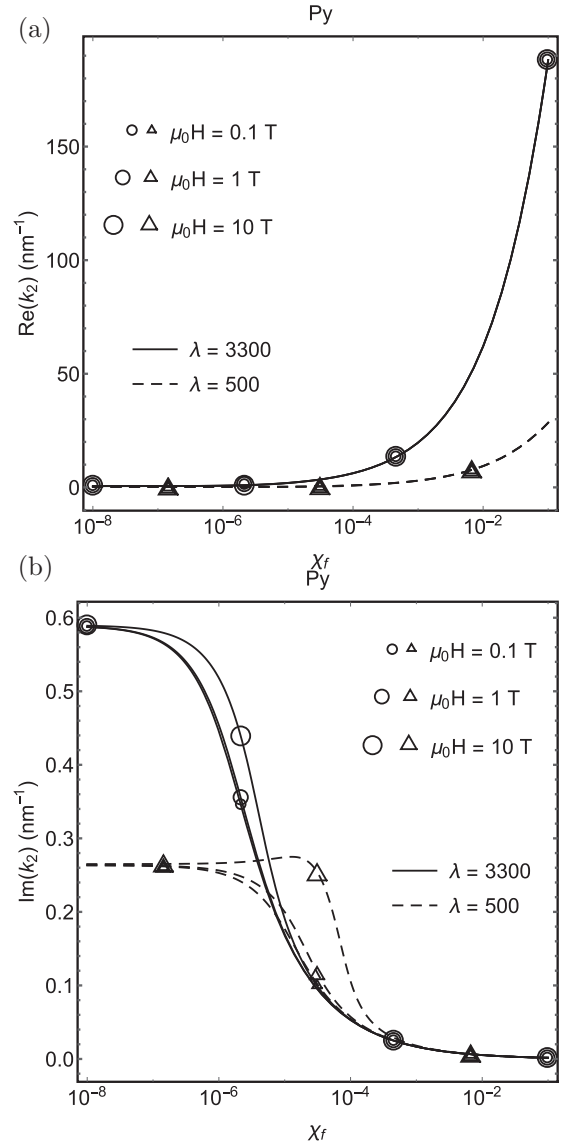 (a)
Py
Re(k₂) (nm⁻¹)
150
100
50
0
μ₀H = 0.1 T
μ₀H = 1 T
μ₀H = 10 T
λ = 3300
λ = 500
10⁻⁸ 10⁻⁶ 10⁻⁴ 10⁻²
χf
(b)
Py
Im(k₂) (nm⁻¹)
0.6
0.5
0.4
0.3
0.2
0.1
0.0
μ₀H = 0.1 T
μ₀H = 1 T
μ₀H = 10 T
λ = 3300
λ = 500
10⁻⁸ 10⁻⁶ 10⁻⁴ 10⁻²
χf